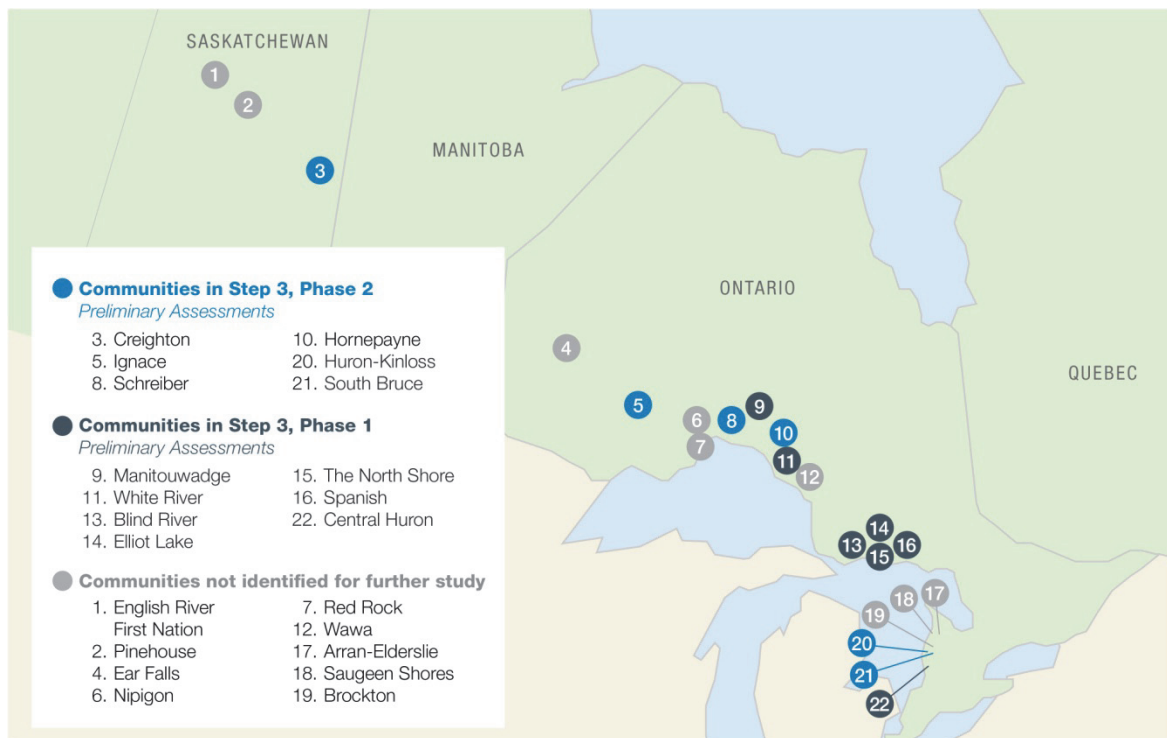 SASKATCHEWAN
1
2
3
MANITOBA
ONTARIO
QUEBEC
4
5
6
7
8
9
10
11
12
13
14
15
16
17
18
19
20
21
22
Communities in Step 3, Phase 2
Preliminary Assessments
3. Creighton
5. Ignace
8. Schreiber
10. Hornepayne
20. Huron-Kinloss
21. South Bruce
Communities in Step 3, Phase 1
Preliminary Assessments
9. Manitouwadge
11. White River
13. Blind River
14. Elliot Lake
15. The North Shore
16. Spanish
22. Central Huron
Communities not identified for further study
1. English River
First Nation
2. Pinehouse
4. Ear Falls
6. Nipigon
7. Red Rock
12. Wawa
17. Arran-Elderslie
18. Saugeen Shores
19. Brockton